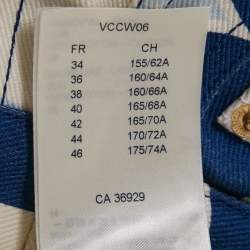 VCCW06
FR CH
34 155/62A
36 160/64A
38 160/66A
40 165/68A
42 165/70A
44 170/72A
46 175/74A
CA 36929